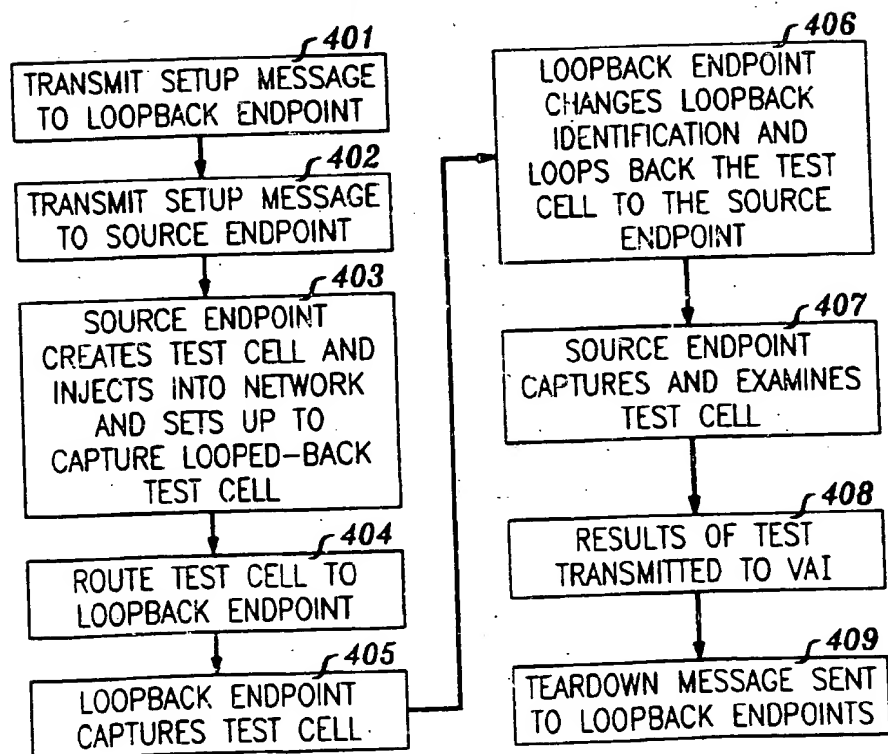 401
TRANSMIT SETUP MESSAGE
TO LOOPBACK ENDPOINT
402
TRANSMIT SETUP MESSAGE
TO SOURCE ENDPOINT
403
SOURCE ENDPOINT
CREATES TEST CELL AND
INJECTS INTO NETWORK
AND SETS UP TO
CAPTURE LOOPED-BACK
TEST CELL
404
ROUTE TEST CELL TO
LOOPBACK ENDPOINT
405
LOOPBACK ENDPOINT
CAPTURES TEST CELL
406
LOOPBACK ENDPOINT
CHANGES LOOPBACK
IDENTIFICATION AND
LOOPS BACK THE TEST
CELL TO THE SOURCE
ENDPOINT
407
SOURCE ENDPOINT
CAPTURES AND EXAMINES
TEST CELL
408
RESULTS OF TEST
TRANSMITTED TO VAI
409
TEARDOWN MESSAGE SENT
TO LOOPBACK ENDPOINTS